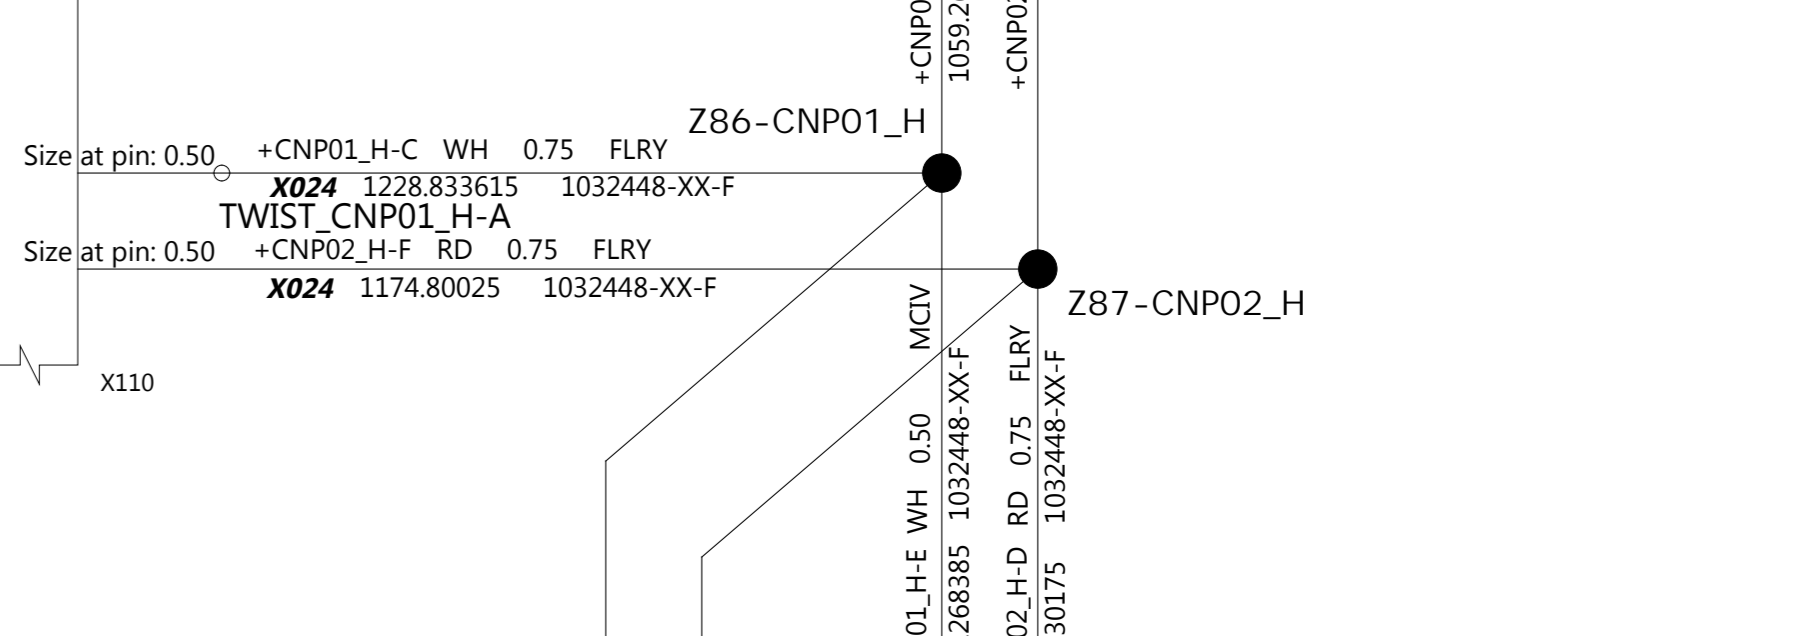 Z86-CNP01_H
Size at pin: 0.50 +CNP01_H-C WH 0.75 FLRY
X024 1228.833615 1032448-XX-F
TWIST_CNP01_H-A
Size at pin: 0.50 +CNP02_H-F RD 0.75 FLRY
X024 1174.80025 1032448-XX-F
Z87-CNP02_H
X110
+CNP0
1059.2
+CNP02
01_H-E WH 0.50 MCIV
268385 1032448-XX-F
02_H-D RD 0.75 FLRY
30175 1032448-XX-F